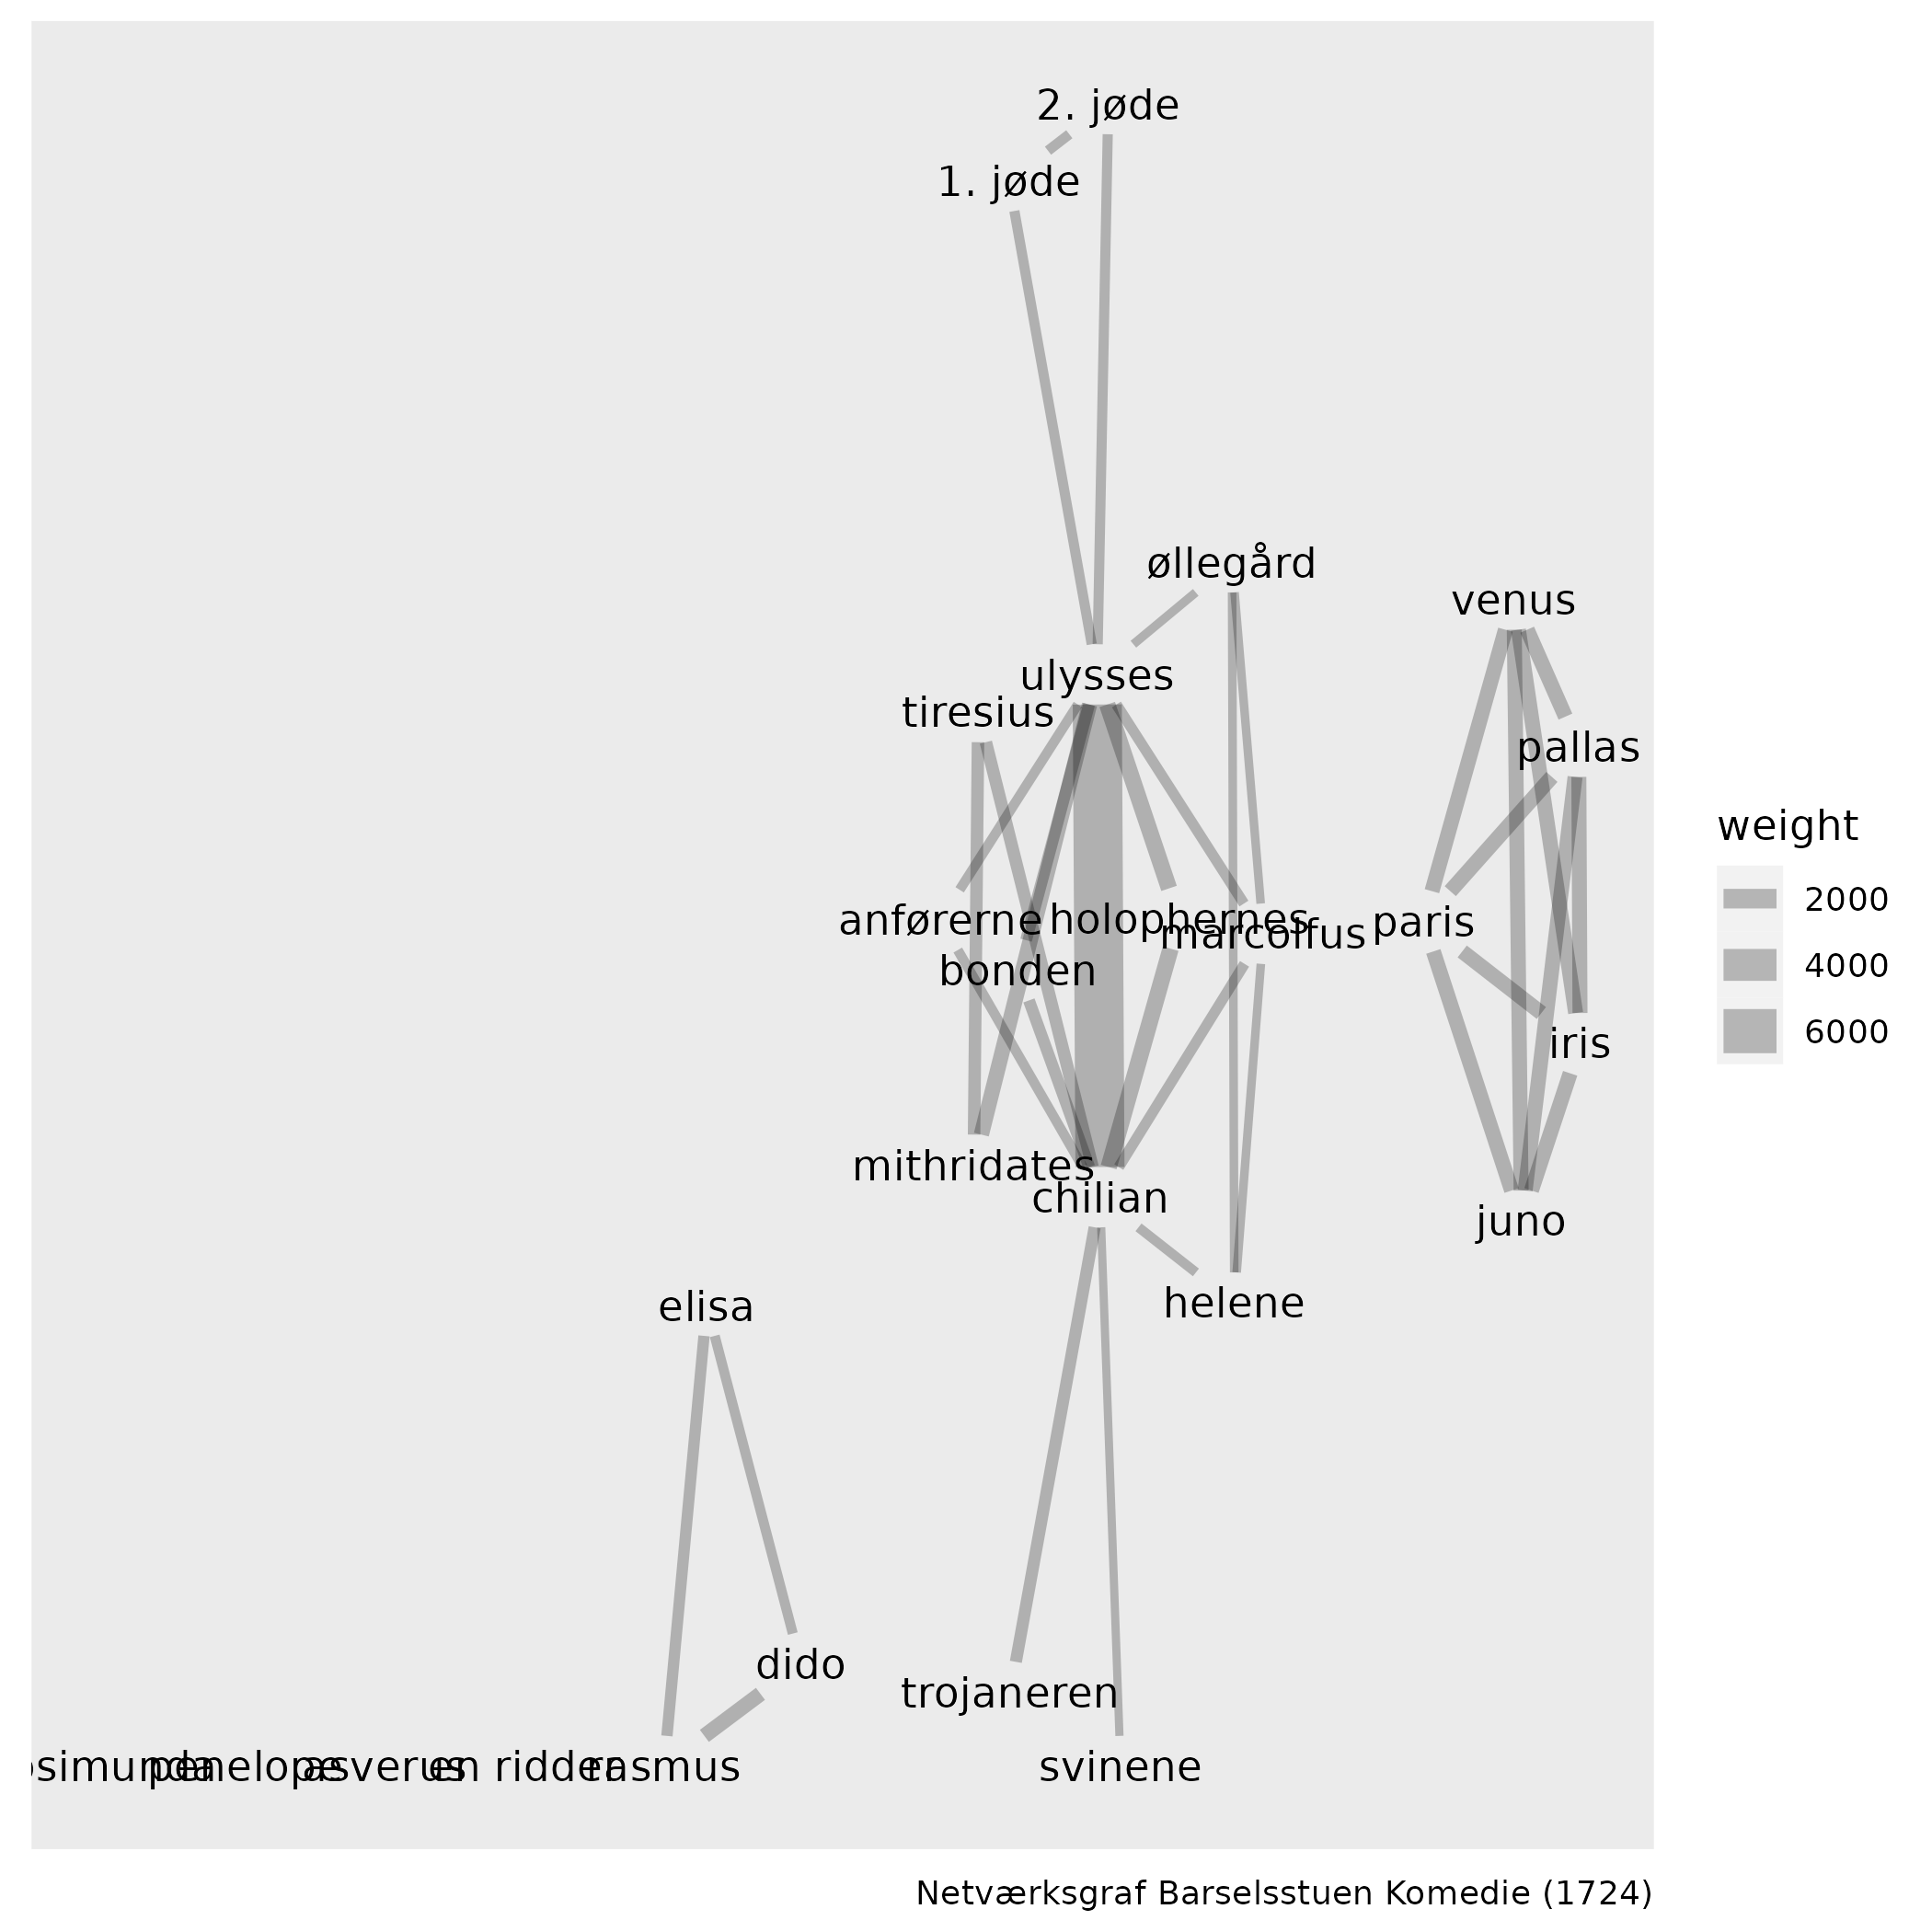 2. jøde
1. jøde
øllegård
venus
ulysses
tiresius
pallas
weight
2000
anførerne
holophernes
marcolfus
paris
4000
bonden
6000
iris
mithridates
chilian
juno
helene
elisa
dido
trojaneren
penelope
asverus
en ridder
rasmus
svinene
Netværksgraf Barselsstuen Komedie (1724)